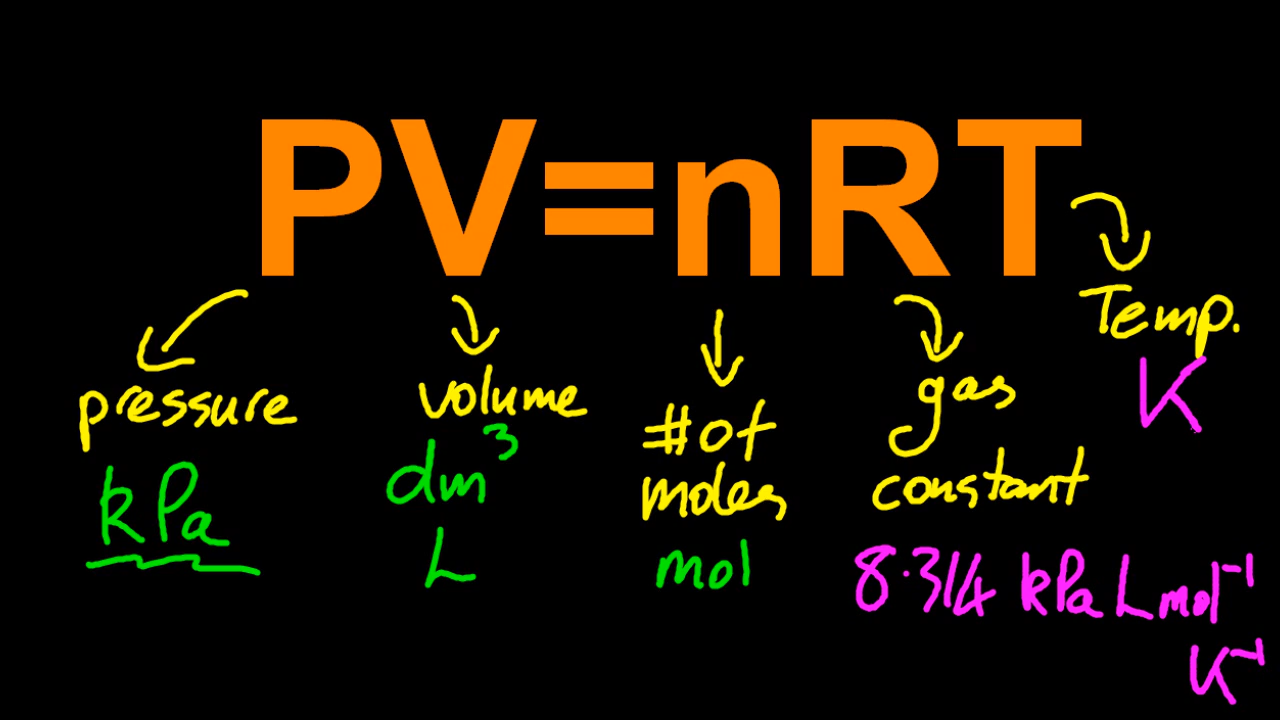 PV=nRT
pressure
kPa
volume
dm³
L
# of
moles
mol
gas
constant
8.314 kPa L mol⁻¹
K⁻¹
Temp.
K